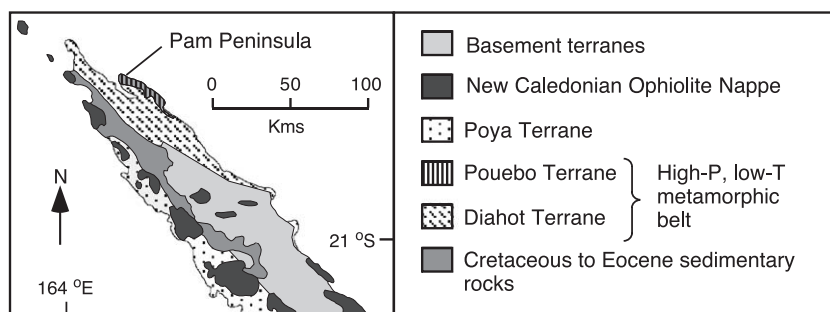 Pam Peninsula
0 50 100
Kms
N
21 °S
164 °E
Basement terranes
New Caledonian Ophiolite Nappe
Poya Terrane
Pouebo Terrane
Diahot Terrane
High-P, low-T
metamorphic
belt
Cretaceous to Eocene sedimentary
rocks